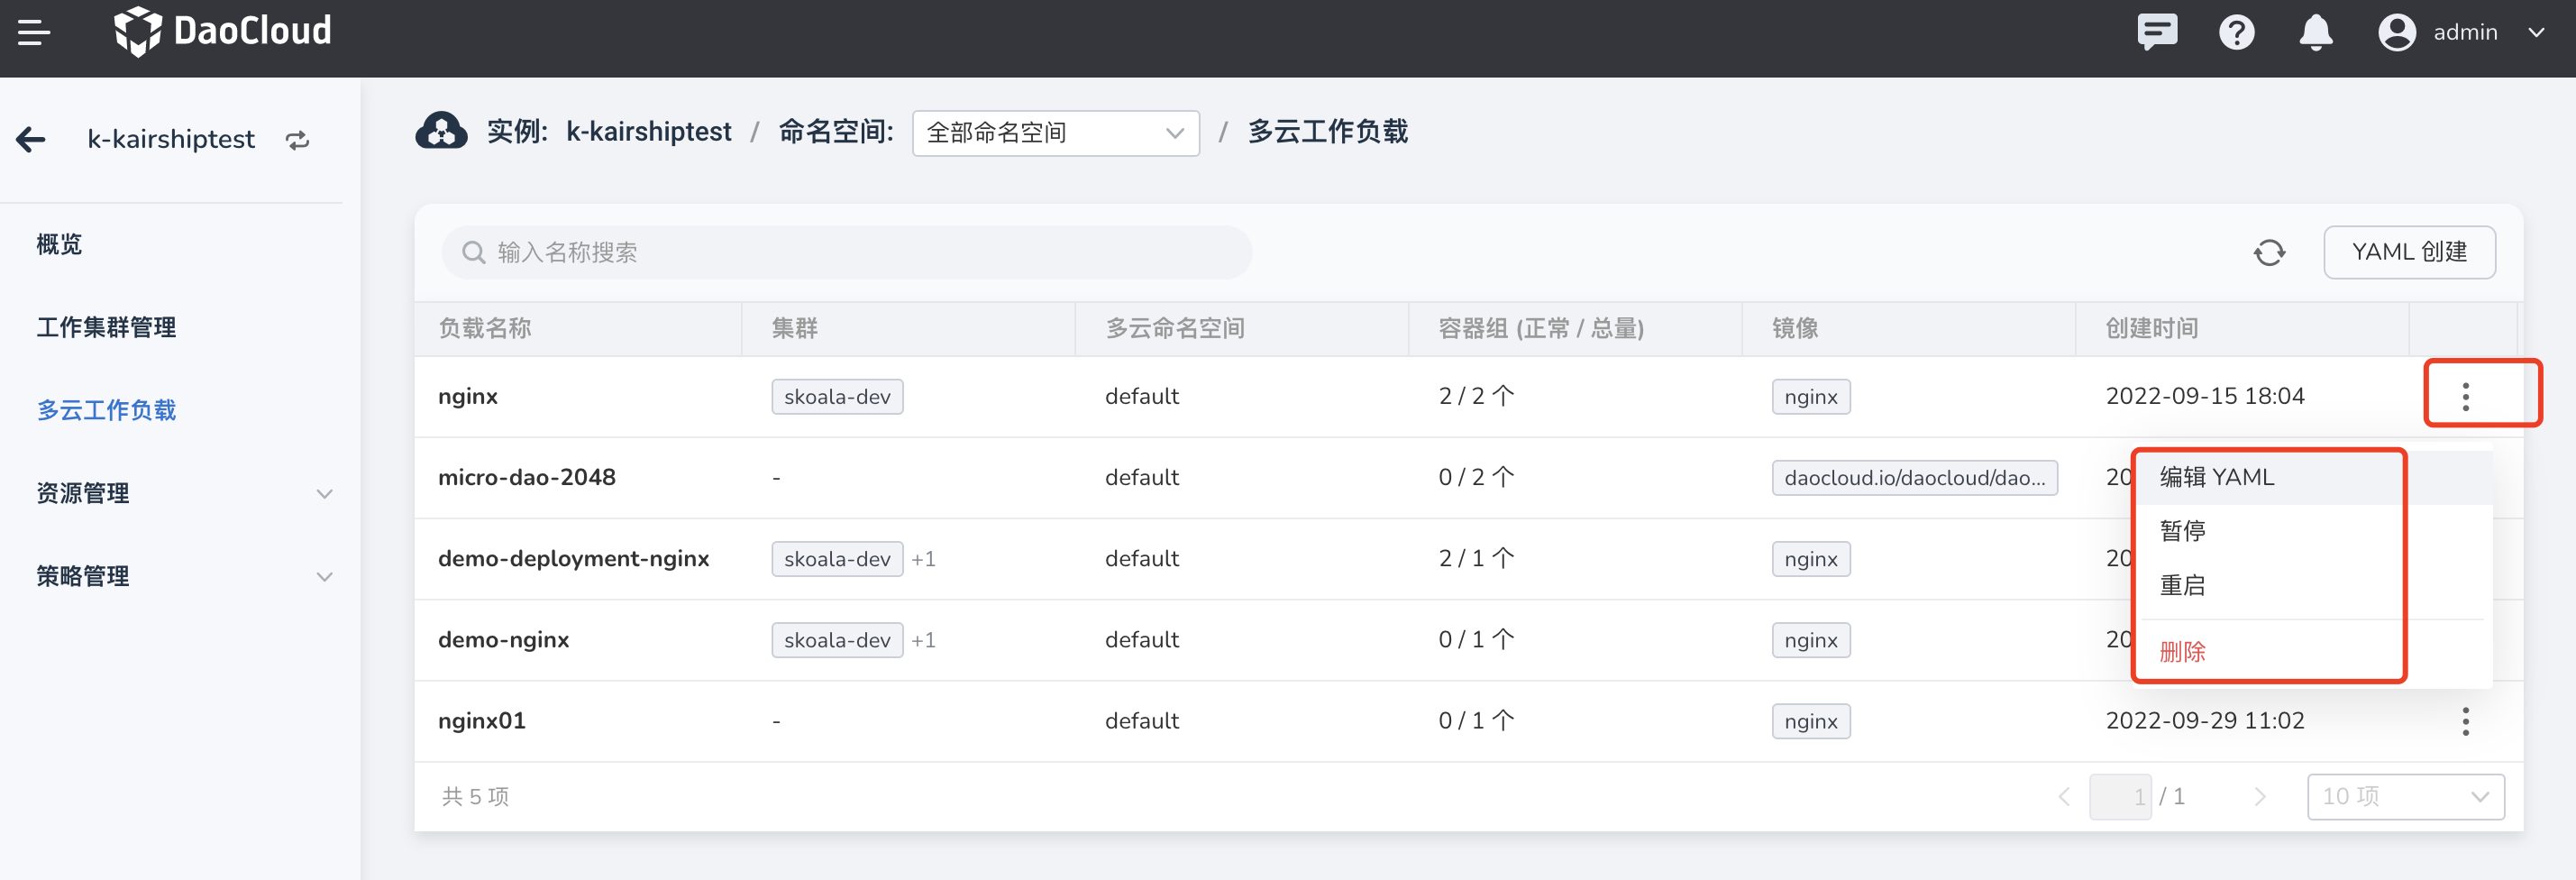 DaoCloud
admin
k-kairshiptest
实例: k-kairshiptest / 命名空间: 全部命名空间 / 多云工作负载
概览
工作集群管理
多云工作负载
资源管理
策略管理
输入名称搜索
YAML 创建
负载名称 集群 多云命名空间 容器组 (正常 / 总量) 镜像 创建时间
nginx skoala-dev default 2 / 2 个 nginx 2022-09-15 18:04
micro-dao-2048 - default 0 / 2 个 daocloud.io/daocloud/dao... 20
demo-deployment-nginx skoala-dev +1 default 2 / 1 个 nginx 20
demo-nginx skoala-dev +1 default 0 / 1 个 nginx 20
nginx01 - default 0 / 1 个 nginx 2022-09-29 11:02
编辑 YAML
暂停
重启
删除
共 5 项
1 / 1
10 项